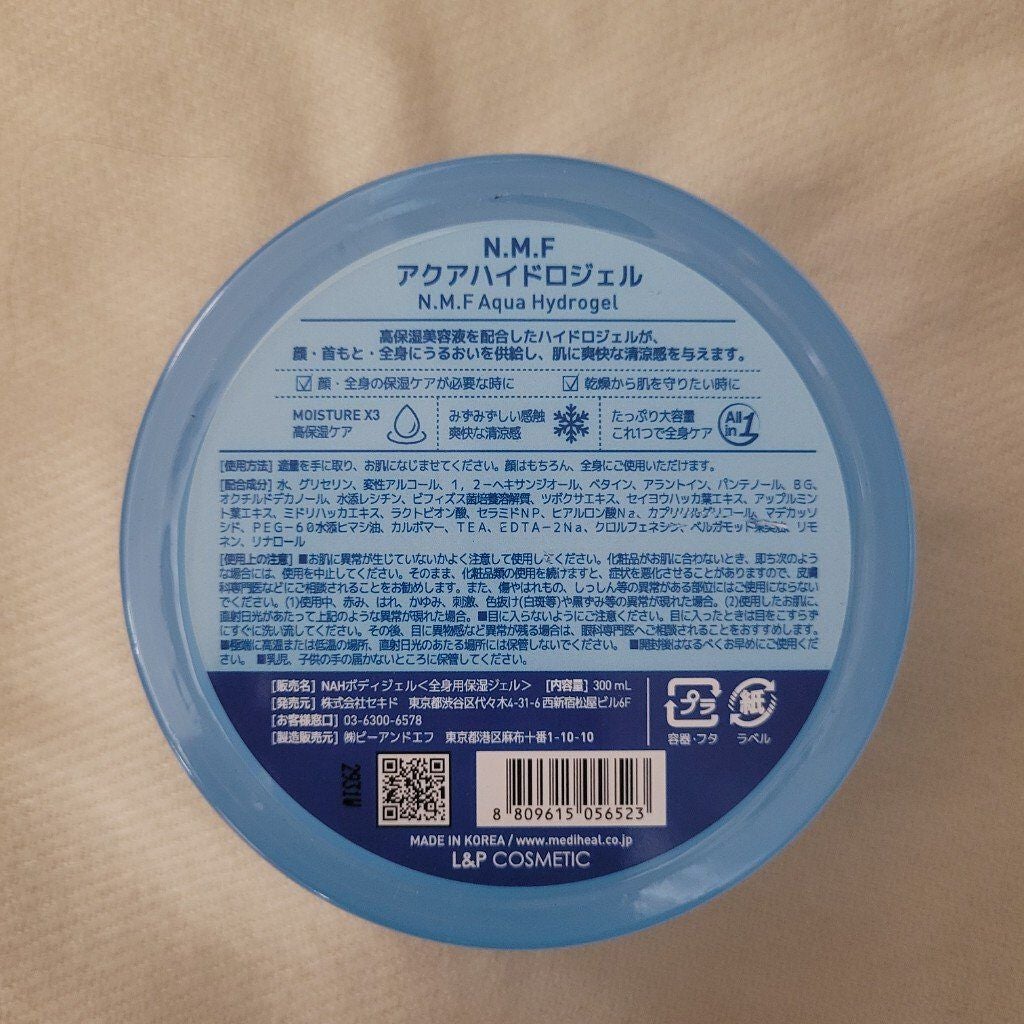 N.M.F
アクアハイドロジェル
N.M.F Aqua Hydrogel
高保湿美容液を配合したハイドロジェルが、
顔・首もと・全身にうるおいを供給し、肌に爽快な清涼感を与えます。
顔・全身の保湿ケアが必要な時に
乾燥から肌を守りたい時に
MOISTURE X3
高保湿ケア
みずみずしい感触
爽快な清涼感
たっぷり大容量
これ1つで全身ケア
All in 1
[使用方法] 適量を手に取り、お肌になじませてください。顔はもちろん、全身にご使用いただけます。
[配合成分] 水、グリセリン、変性アルコール、1，2-ヘキサンジオール、ベタイン、アラントイン、パンテノール、BG、
オクチルドデカノール、水添レシチン、ビフィズス菌培養溶解質、ツボクサエキス、セイヨウハッカ葉エキス、アップルミン
ト葉エキス、ミドリハッカエキス、ラクトビオン酸、セラミドNP、ヒアルロン酸Na、カプリリルグリコール、マデカッソ
シド、PEG-60水添ヒマシ油、カルボマー、TEA、EDTA-2Na、クロルフェネシン、ベルガモット果実油、リモ
ネン、リナロール
[使用上の注意] ■お肌に異常が生じていないかよく注意して使用してください。化粧品がお肌に合わないとき、即ち次のよう
な場合には、使用を中止してください。そのまま、化粧品類の使用を続けますと、症状を悪化させることがありますので、皮膚
科専門医などにご相談されることをお勧めします。また、傷やはれもの、しっしん等の異常がある部位にはご使用にならない
でください。(1)使用中、赤み、はれ、かゆみ、刺激、色抜け(白斑等)や黒ずみ等の異常が現れた場合。(2)使用したお肌に、
直射日光があたって上記のような異常が現れた場合。■目に入らないようにご注意ください。目に入ったときは目をこすらず
にすぐに洗い流してください。その後、目に異物感など異常が残る場合は、眼科専門医へご相談されることをおすすめします。
■極端に高温または低温の場所、直射日光のあたる場所には保管しないでください。 ■開封後はなるべくお早めにご使用くだ
さい。 ■乳児、子供の手の届かないところに保管してください。
[販売名] NAHボディジェル＜全身用保湿ジェル＞ [内容量] 300 mL
[発売元] 株式会社セキド 東京都渋谷区代々木4-31-6 西新宿松屋ビル6F
[お客様窓口] 03-6300-6578
[製造販売元] ㈱ピーアンドエフ 東京都港区麻布十番1-10-10
プラ
容器・フタ
紙
ラベル
2931W
8 809615 056523
MADE IN KOREA / www.mediheal.co.jp
L&P COSMETIC